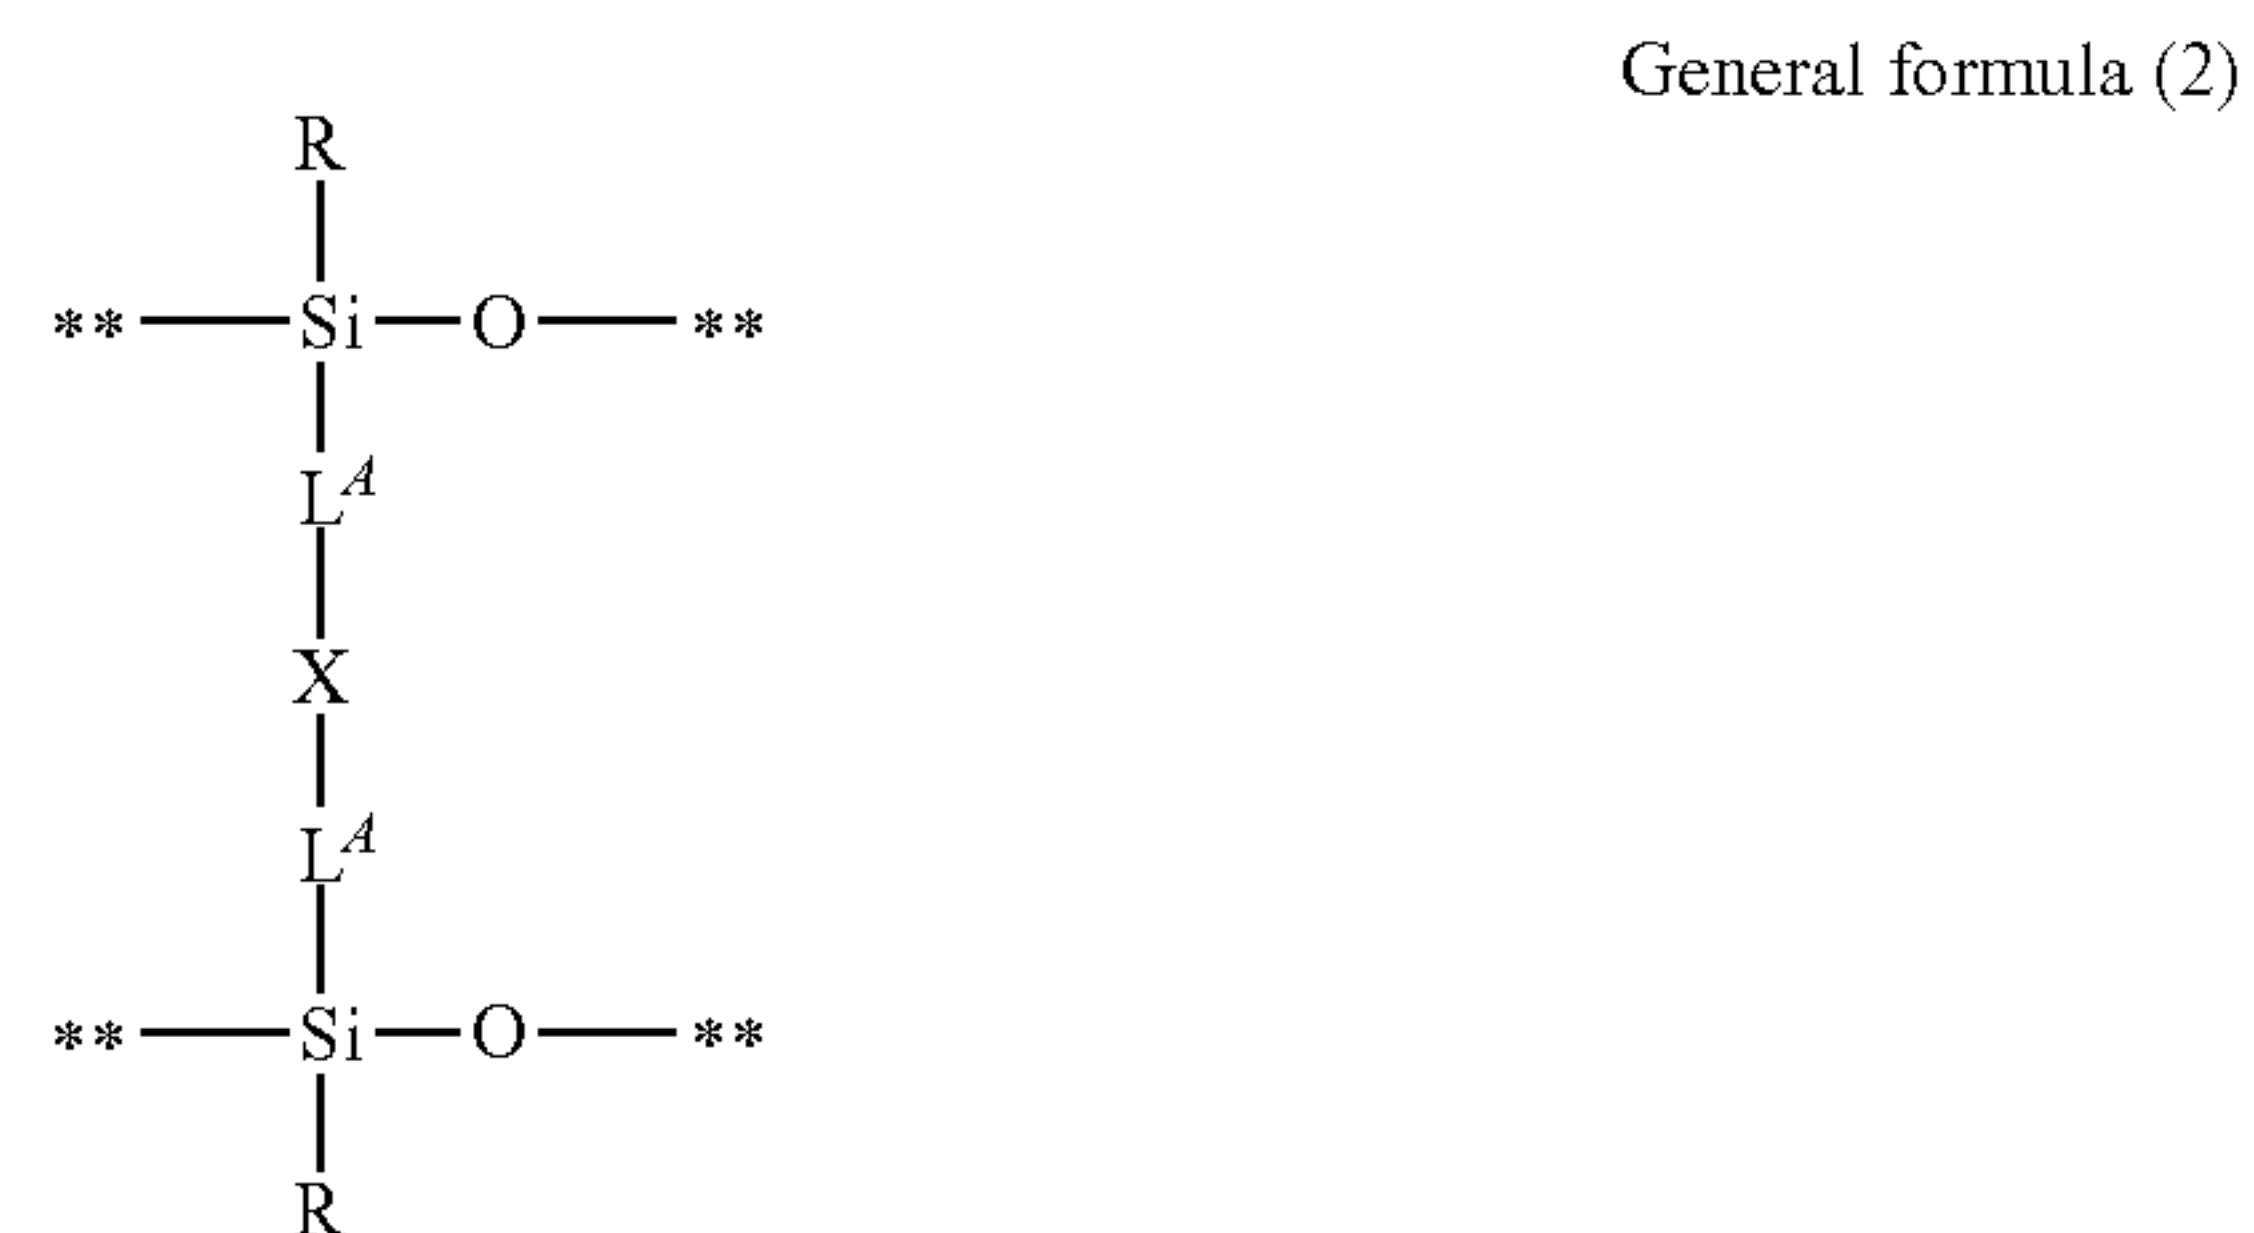 General formula (2)
R
** — Si — O — **
L^A
X
L^A
** — Si — O — **
R